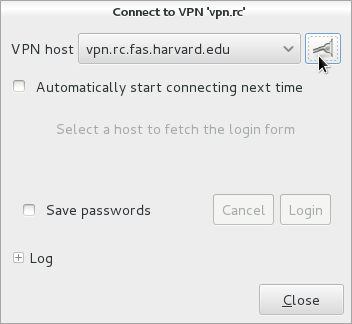 Connect to VPN 'vpn.rc'
VPN host vpn.rc.fas.harvard.edu
Automatically start connecting next time
Select a host to fetch the login form
Save passwords Cancel Login
Log
Close